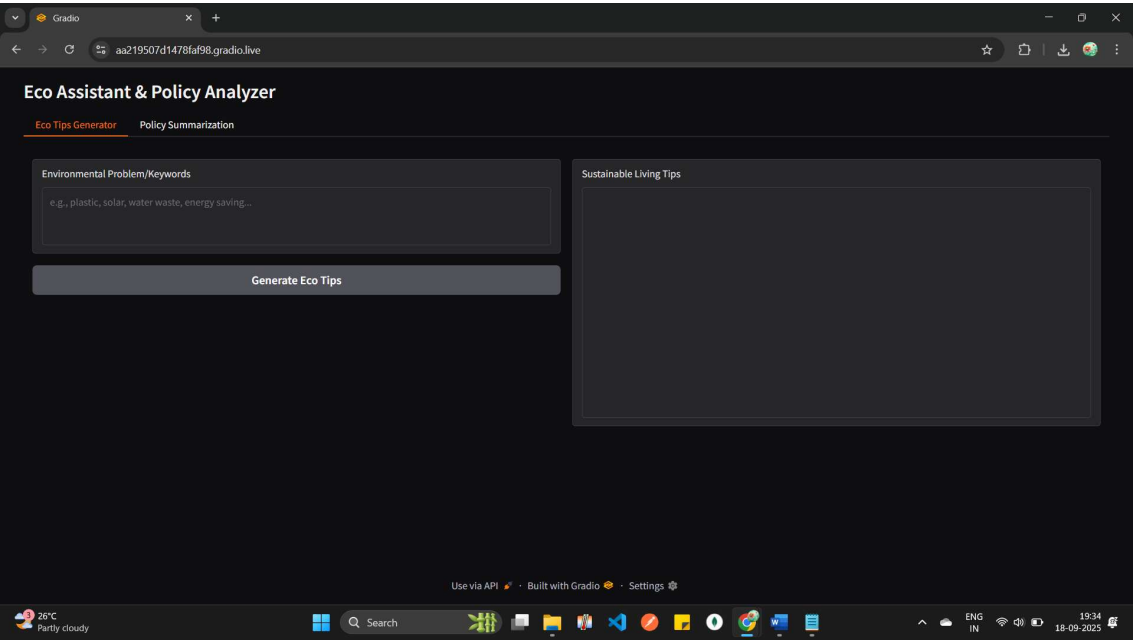 Gradio
aa219507d1478faf98.gradio.live
Eco Assistant & Policy Analyzer
Eco Tips Generator Policy Summarization
Environmental Problem/Keywords
e.g., plastic, solar, water waste, energy saving...
Generate Eco Tips
Sustainable Living Tips
Use via API · Built with Gradio · Settings
3
26°C
Partly cloudy
Search
ENG
IN
19:34
18-09-2025